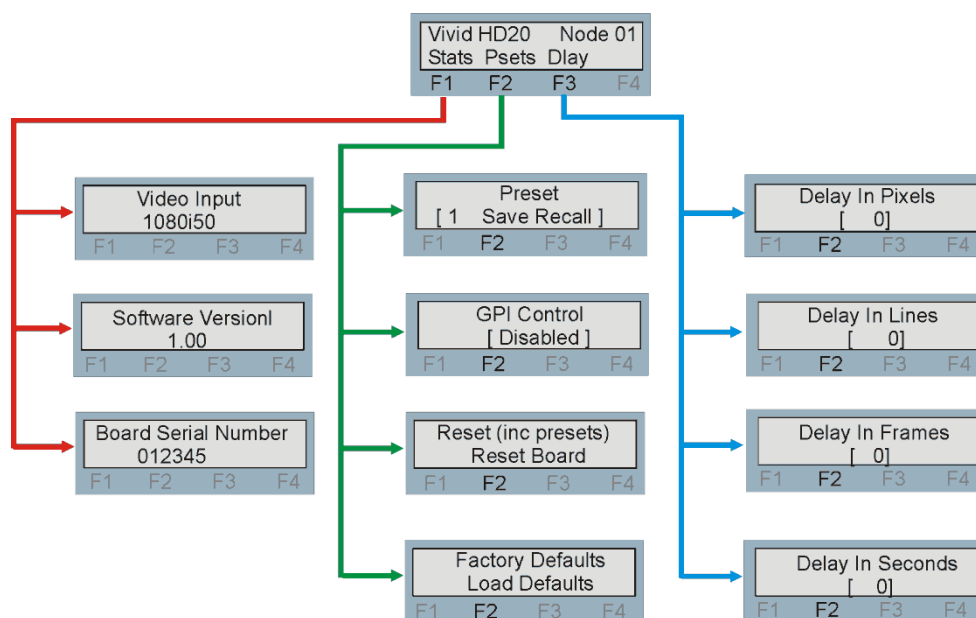 Vivid HD20 Node 01
Stats Psets Dlay
F1 F2 F3 F4
Video Input
1080i50
F1 F2 F3 F4
Software Versionl
1.00
F1 F2 F3 F4
Board Serial Number
012345
F1 F2 F3 F4
Preset
[ 1 Save Recall ]
F1 F2 F3 F4
GPI Control
[ Disabled ]
F1 F2 F3 F4
Reset (inc presets)
Reset Board
F1 F2 F3 F4
Factory Defaults
Load Defaults
F1 F2 F3 F4
Delay In Pixels
[ 0]
F1 F2 F3 F4
Delay In Lines
[ 0]
F1 F2 F3 F4
Delay In Frames
[ 0]
F1 F2 F3 F4
Delay In Seconds
[ 0]
F1 F2 F3 F4